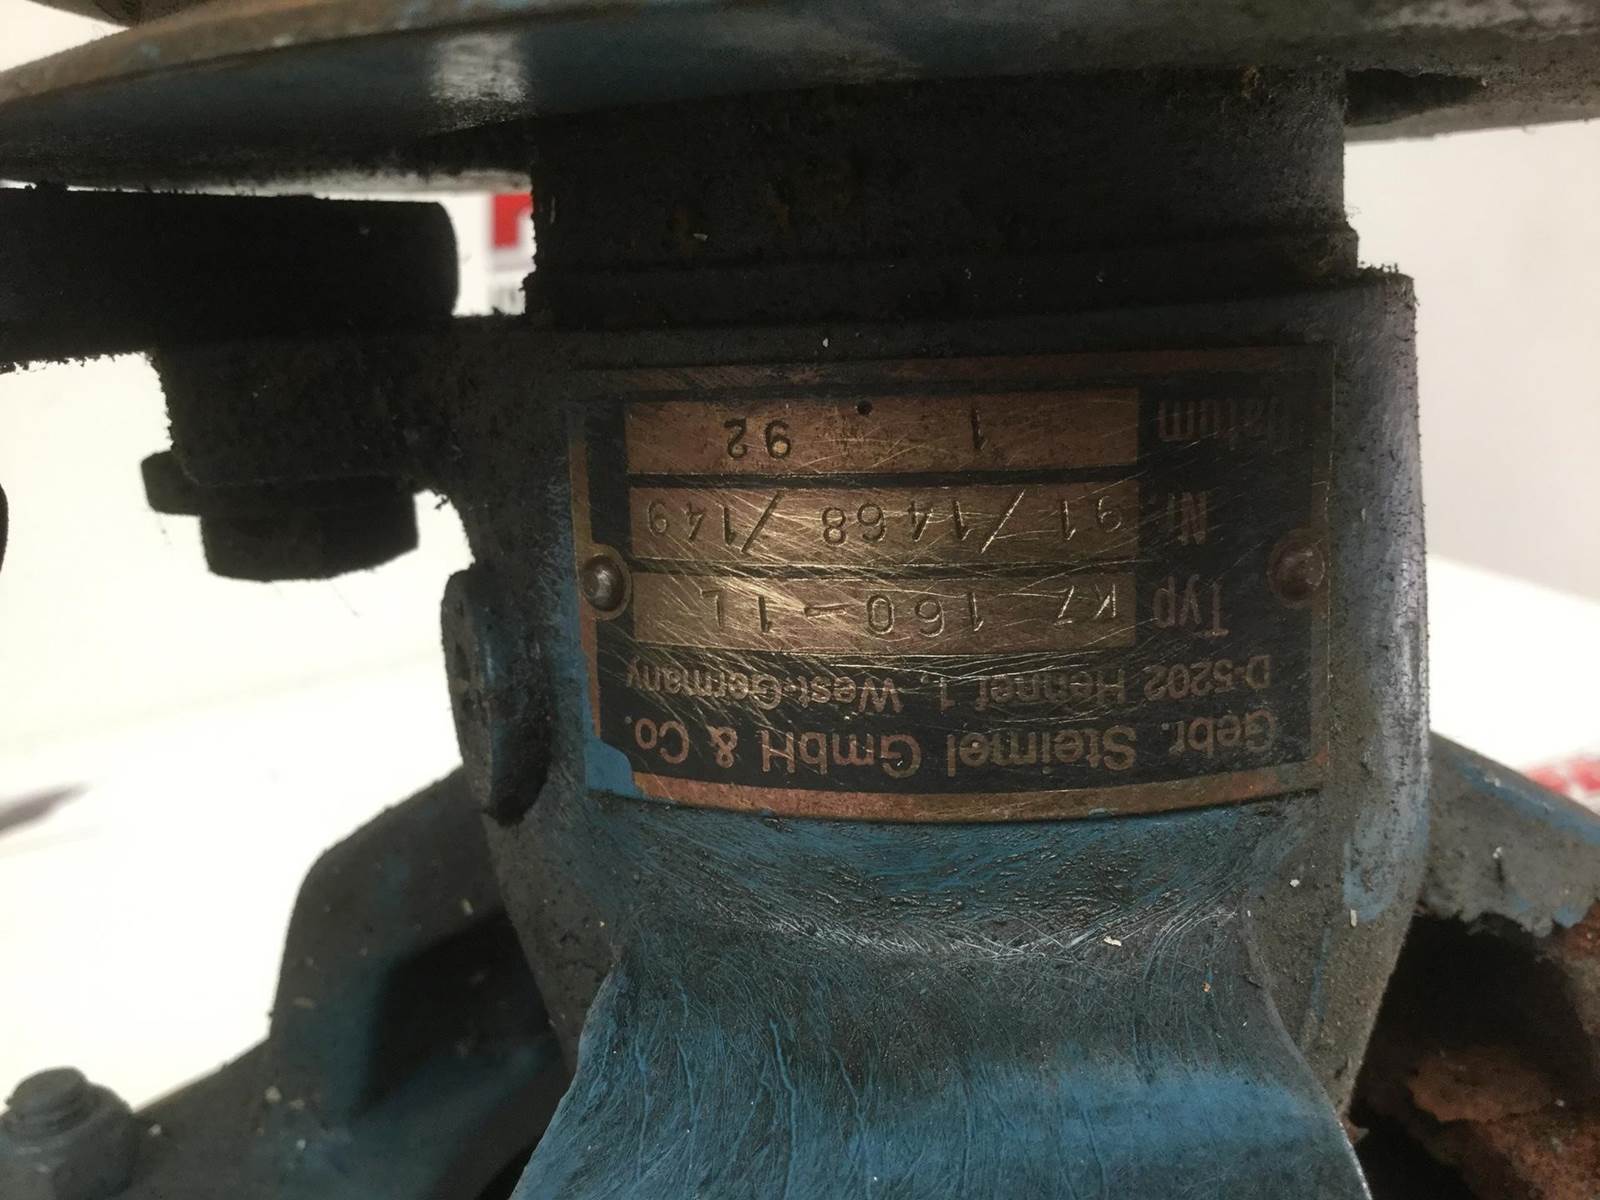 Gebr. Steimel GmbH & Co.
D-5202 Hennef 1, West-Germany
Typ KZ 160-1L
Nr. 91/1468/149
Datum 1 . 92